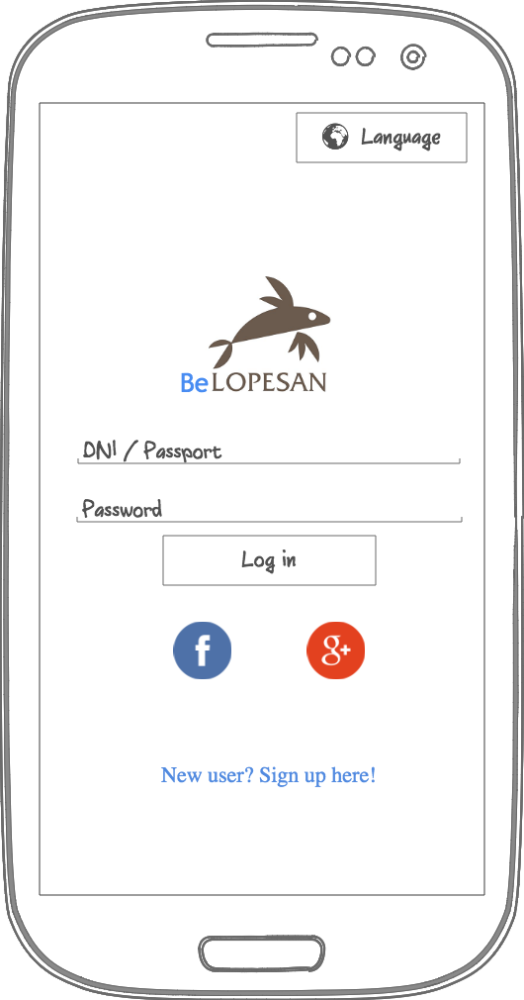 Language
BeLOPESAN
DNI / Passport
Password
Log in
f
g+
New user? Sign up here!